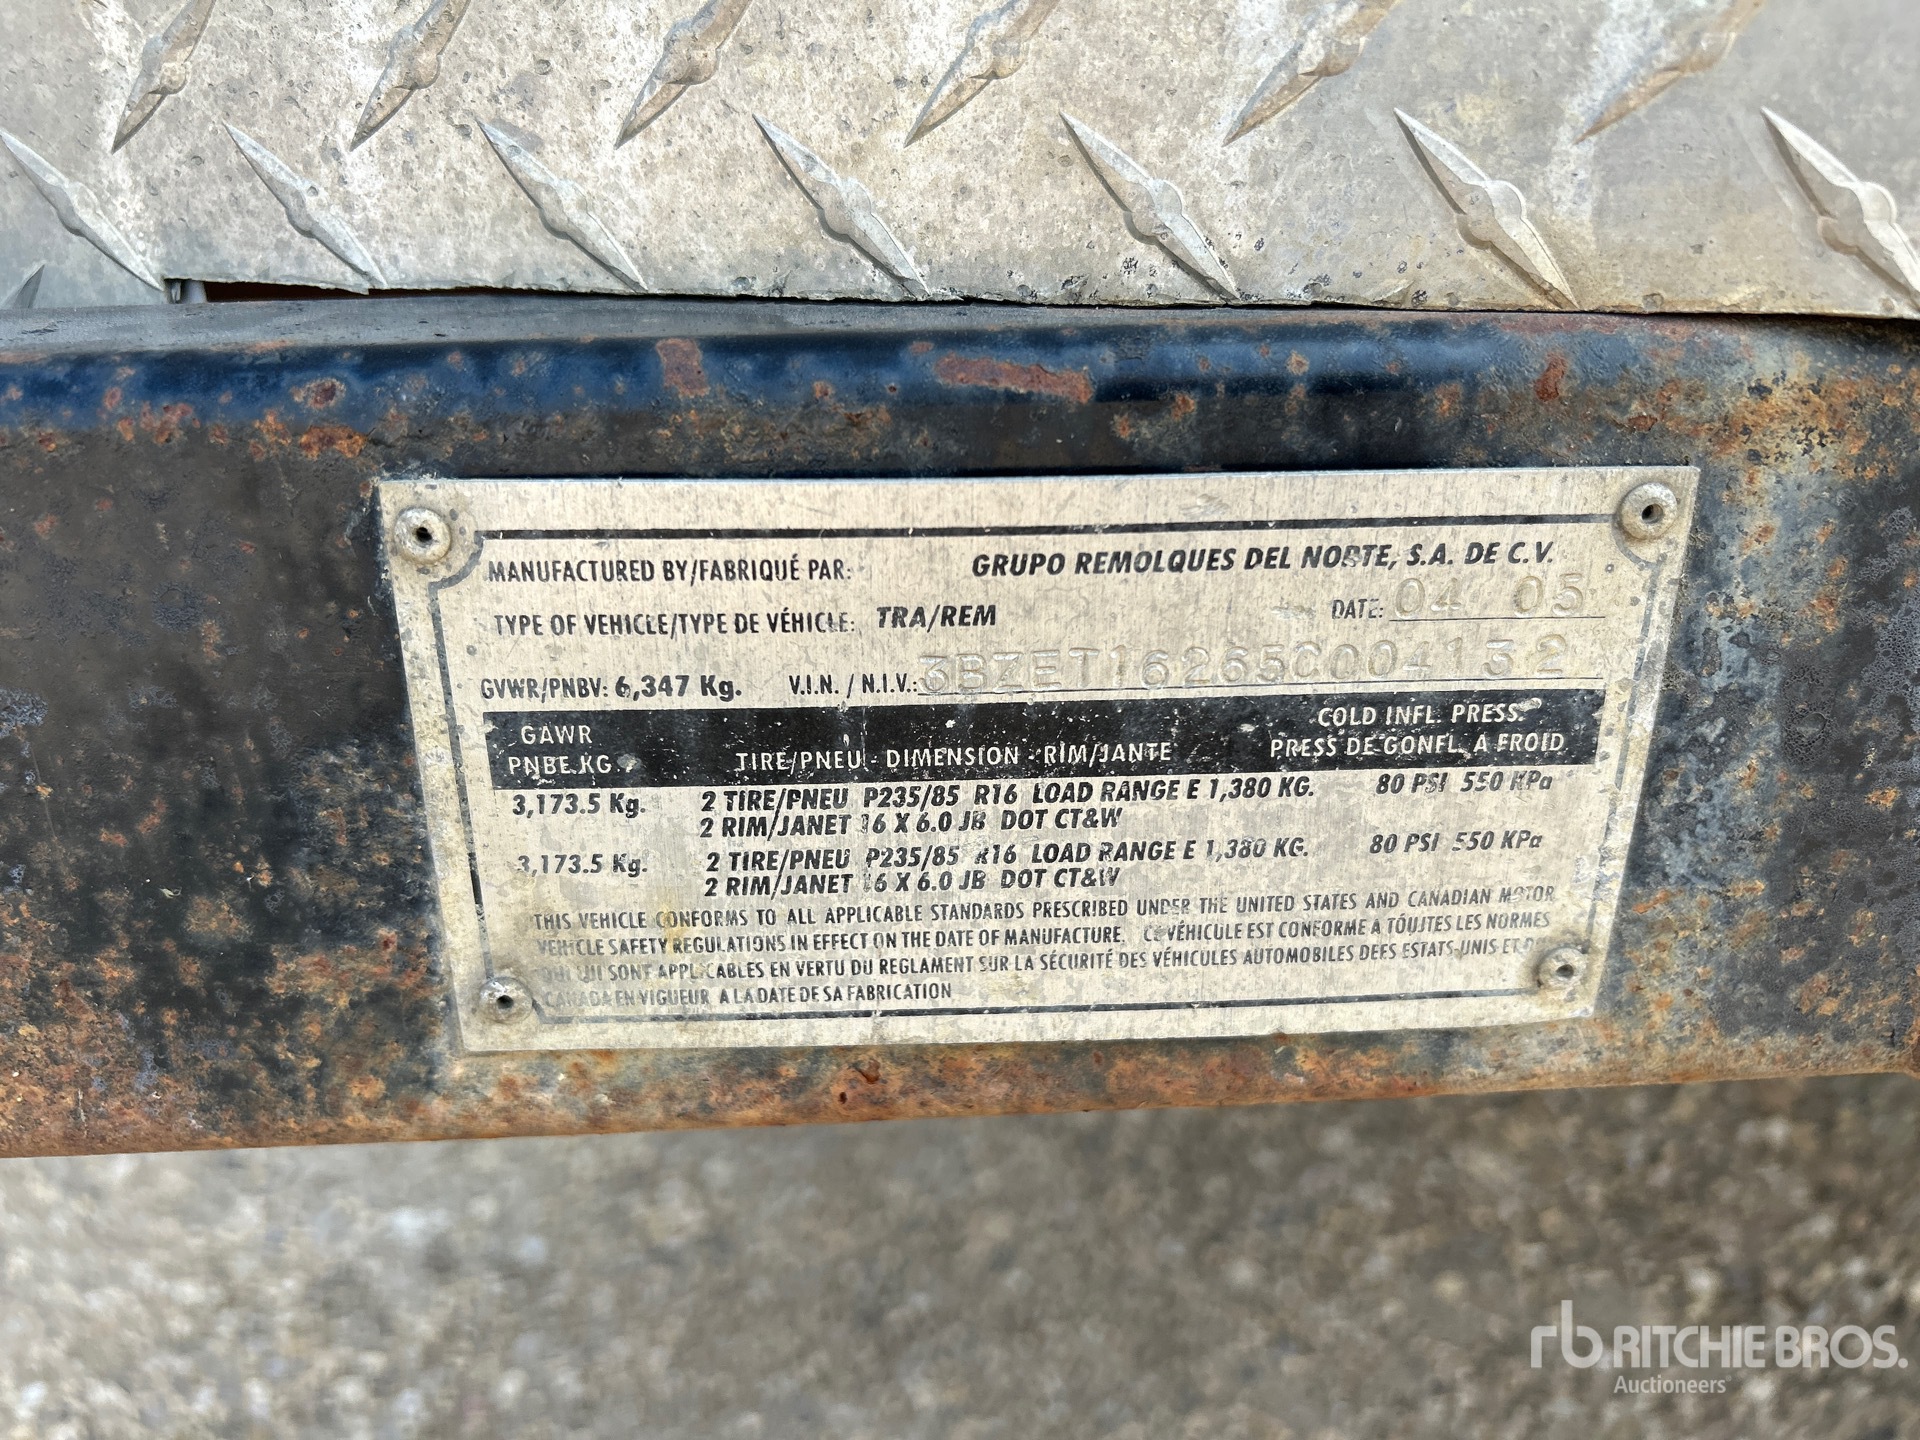 MANUFACTURED BY/FABRIQUÉ PAR: GRUPO REMOLQUES DEL NORTE, S.A. DE C.V.
TYPE OF VEHICLE/TYPE DE VÉHICLE: TRA/REM DATE: 04 05
GVWR/PNBV: 6,347 Kg. V.I.N. / N.I.V.: 3BZET16265C004132
GAWR COLD INFL. PRESS.
PNBE.KG. TIRE/PNEU - DIMENSION - RIM/JANTE PRESS DE GONFL. A FROID
3,173.5 Kg. 2 TIRE/PNEU P235/85 R16 LOAD RANGE E 1,380 KG. 80 PSI 550 KPa
2 RIM/JANET 16 X 6.0 JB DOT CT&W
3,173.5 Kg. 2 TIRE/PNEU P235/85 R16 LOAD RANGE E 1,380 KG. 80 PSI 550 KPa
2 RIM/JANET 16 X 6.0 JB DOT CT&W
THIS VEHICLE CONFORMS TO ALL APPLICABLE STANDARDS PRESCRIBED UNDER THE UNITED STATES AND CANADIAN MOTOR
VEHICLE SAFETY REGULATIONS IN EFFECT ON THE DATE OF MANUFACTURE. CE VÉHICULE EST CONFORME A TOUTES LES NORMES
QUI LUI SONT APPLICABLES EN VERTU DU REGLAMENT SUR LA SÉCURITÉ DES VÉHICULES AUTOMOBILES DEFS ESTATS-UNIS ET
CANADA EN VIGUEUR A LA DATE DE SA FABRICATION
rb RITCHIE BROS.
Auctioneers